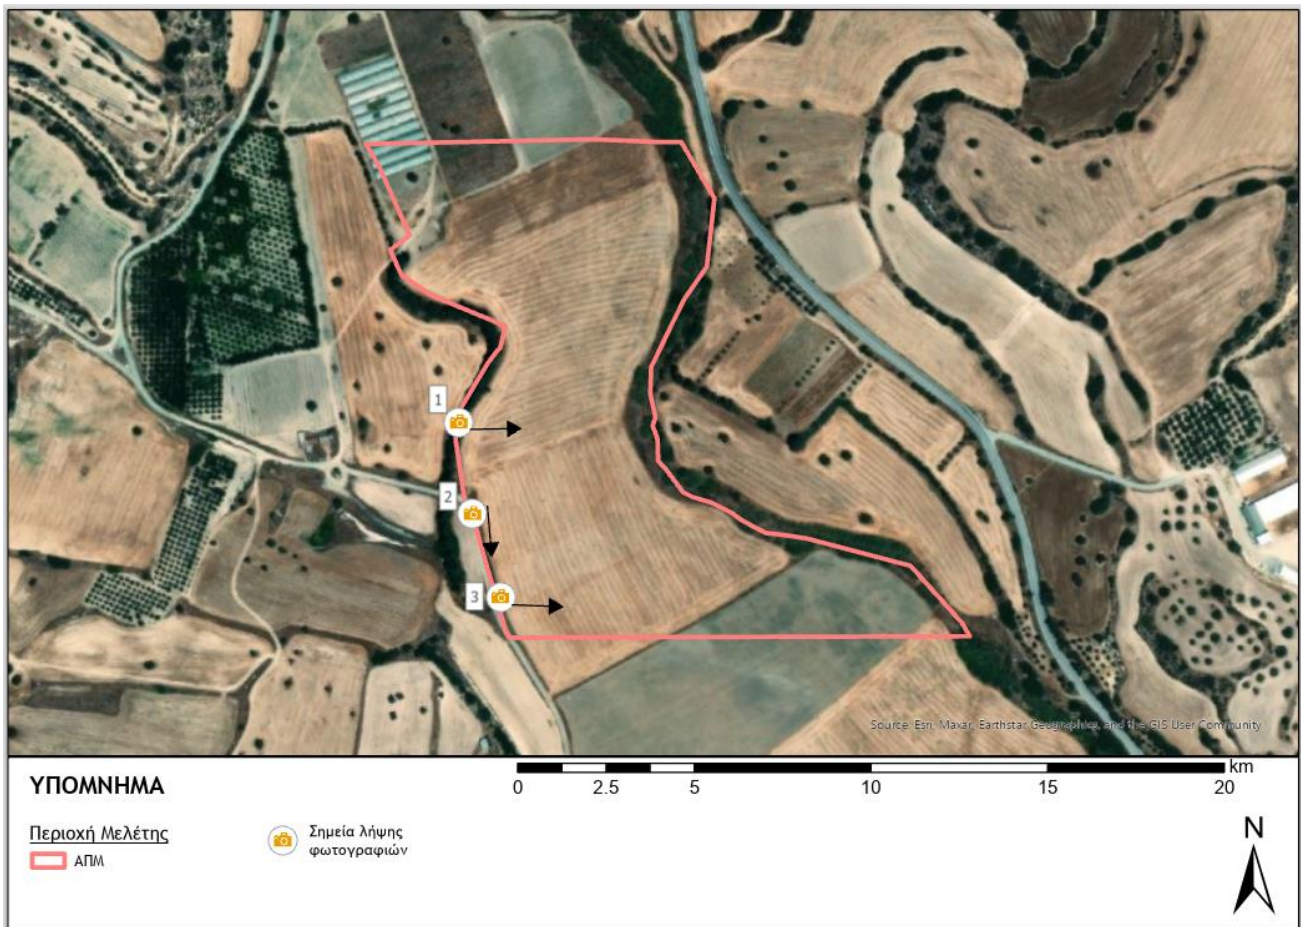 1
2
3
Source: Esri, Maxar, Earthstar Geographics, and the GIS User Community
ΥΠΟΜΝΗΜΑ
Περιοχή Μελέτης
ΑΠΜ
Σημεία λήψης
φωτογραφιών
0 2.5 5 10 15 20 km
N